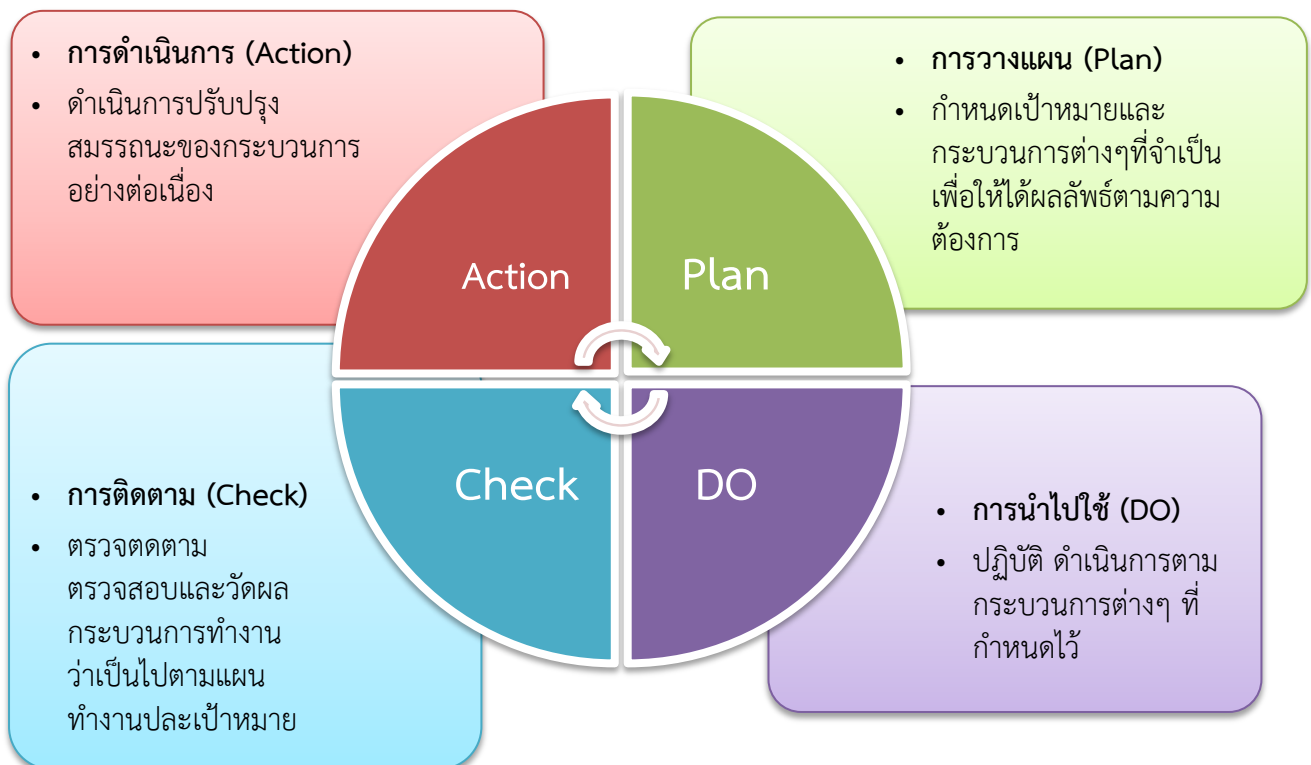 • การดำเนินการ (Action)
• ดำเนินการปรับปรุง
สมรรถนะของกระบวนการ
อย่างต่อเนื่อง
• การวางแผน (Plan)
• กำหนดเป้าหมายและ
กระบวนการต่างๆที่จำเป็น
เพื่อให้ได้ผลลัพธ์ตามความ
ต้องการ
Action
Plan
Check
DO
• การติดตาม (Check)
• ตรวจตดตาม
ตรวจสอบและวัดผล
กระบวนการทำงาน
ว่าเป็นไปตามแผน
ทำงานปละเป้าหมาย
• การนำไปใช้ (DO)
• ปฏิบัติ ดำเนินการตาม
กระบวนการต่างๆ ที่
กำหนดไว้